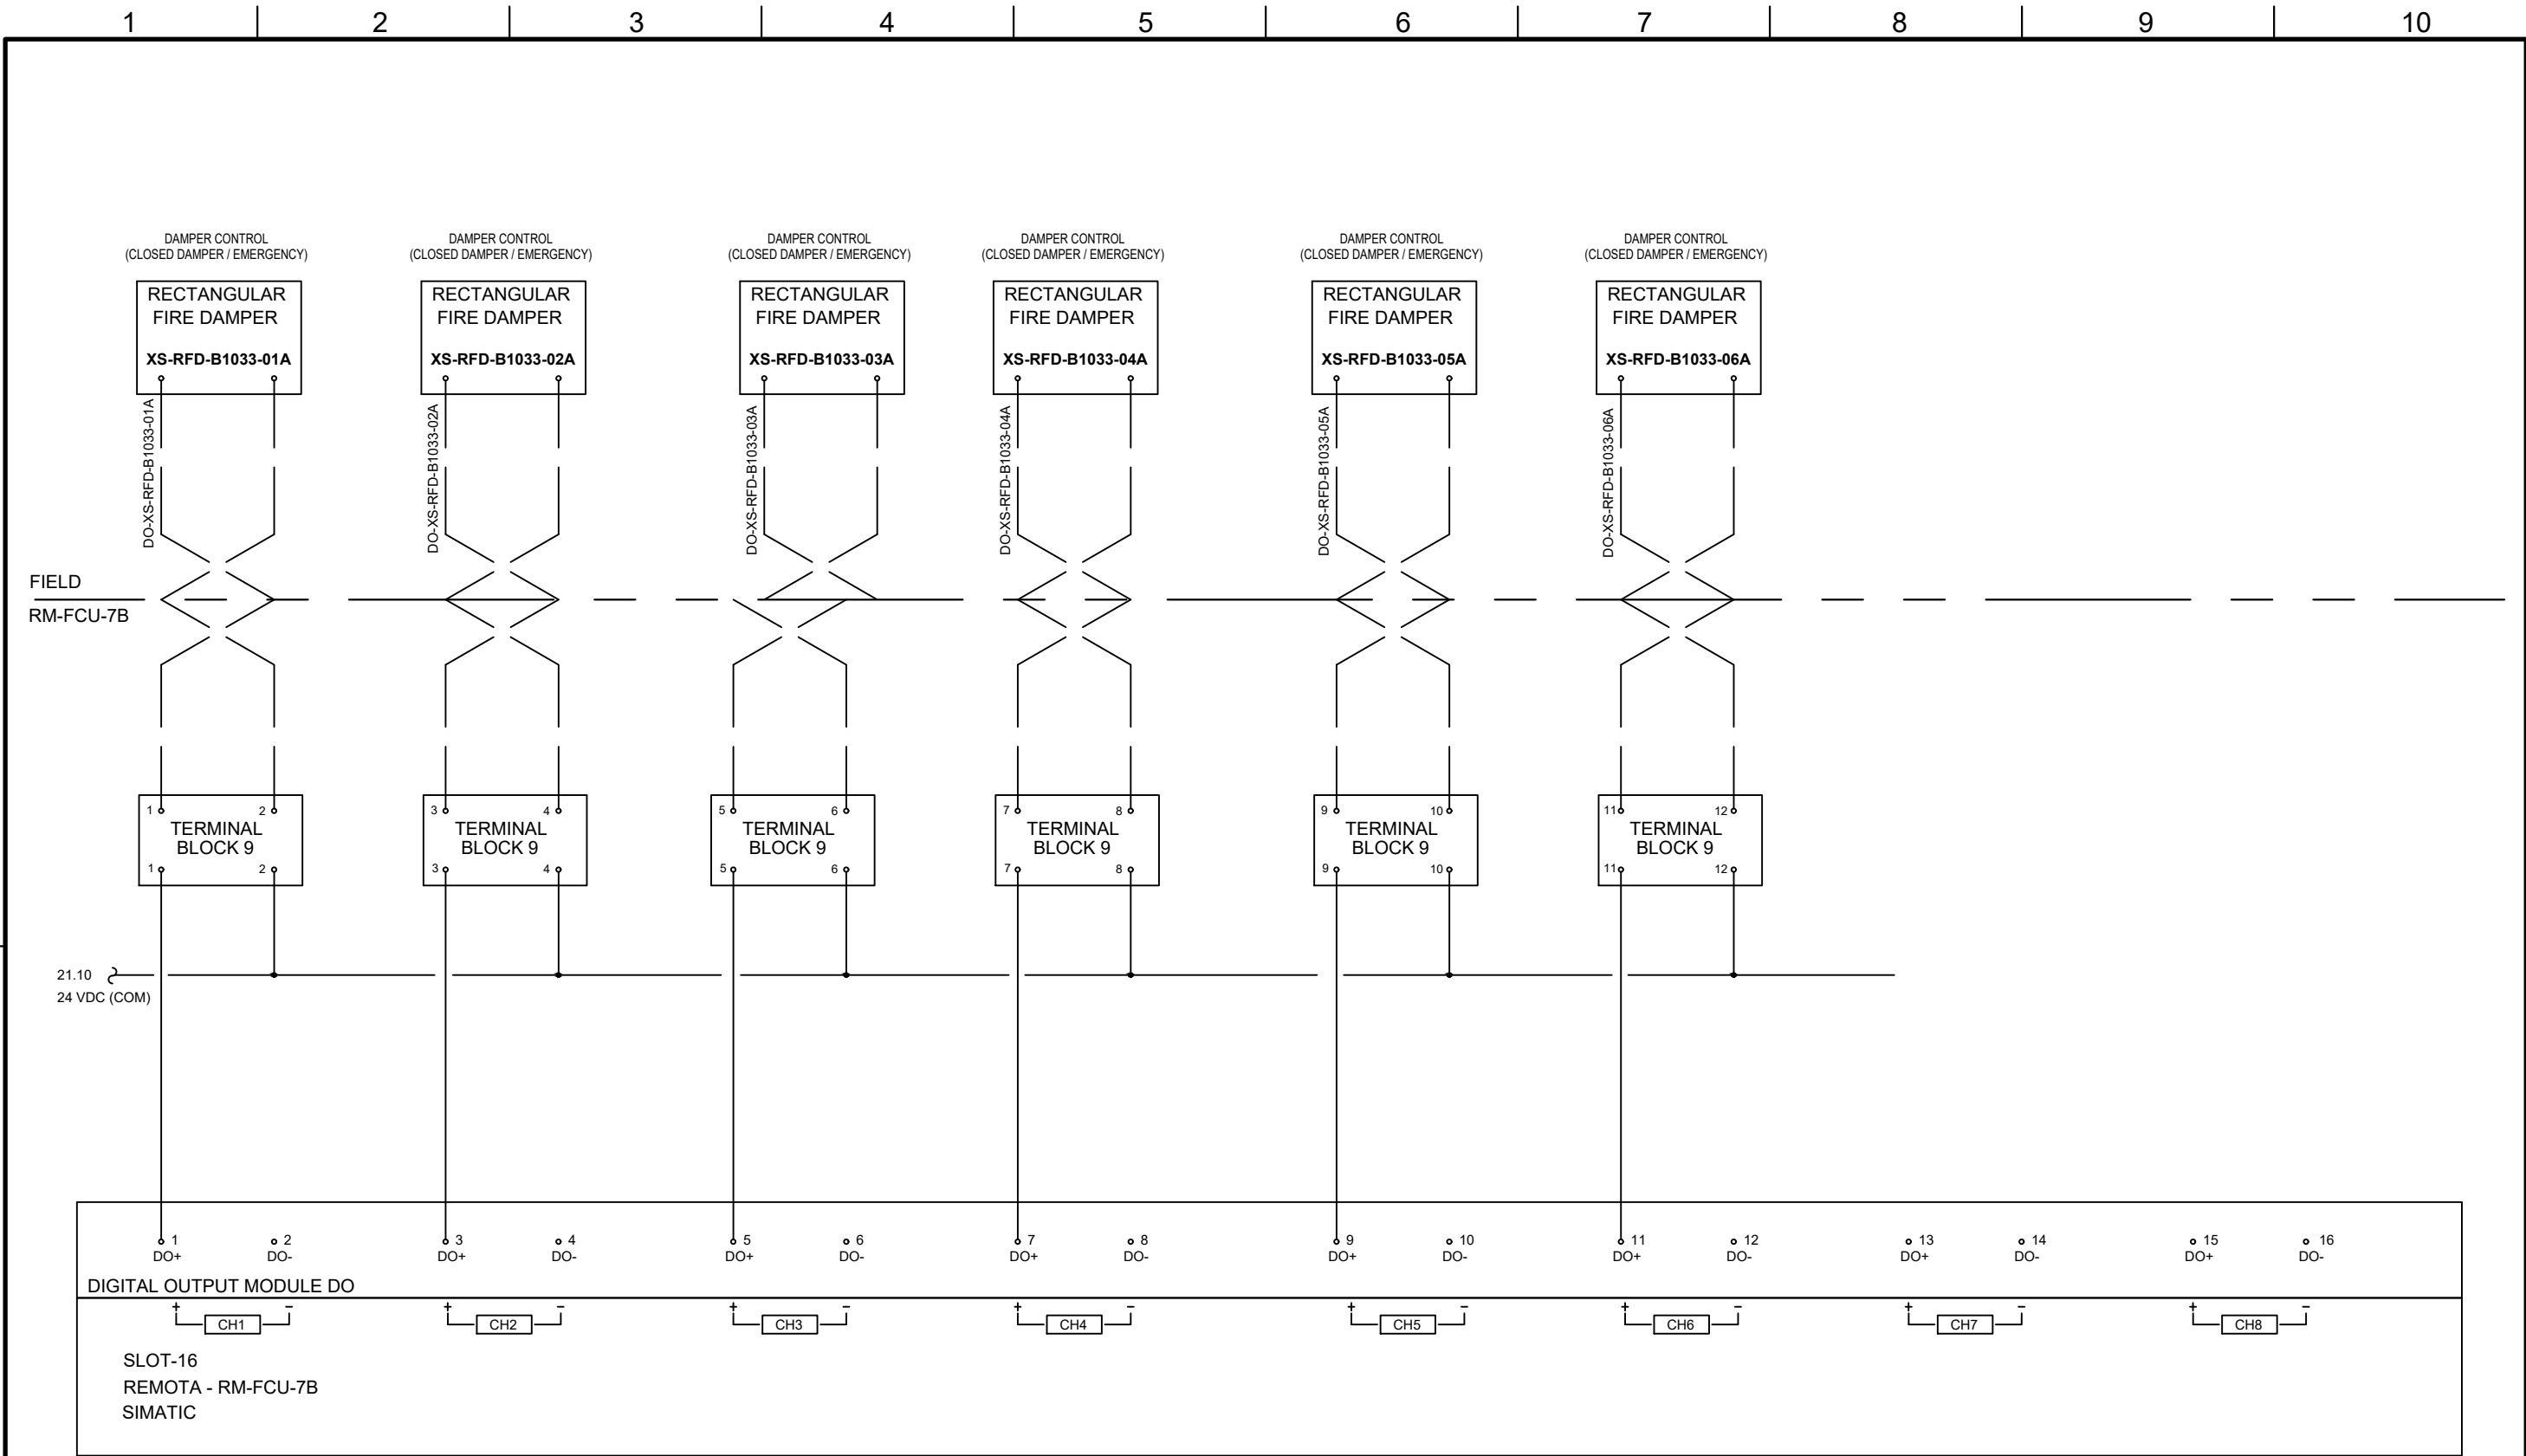 1 2 3 4 5 6 7 8 9 10
DAMPER CONTROL
(CLOSED DAMPER / EMERGENCY)
RECTANGULAR
FIRE DAMPER
XS-RFD-B1033-01A
DO-XS-RFD-B1033-01A
DAMPER CONTROL
(CLOSED DAMPER / EMERGENCY)
RECTANGULAR
FIRE DAMPER
XS-RFD-B1033-02A
DO-XS-RFD-B1033-02A
DAMPER CONTROL
(CLOSED DAMPER / EMERGENCY)
RECTANGULAR
FIRE DAMPER
XS-RFD-B1033-03A
DO-XS-RFD-B1033-03A
DAMPER CONTROL
(CLOSED DAMPER / EMERGENCY)
RECTANGULAR
FIRE DAMPER
XS-RFD-B1033-04A
DO-XS-RFD-B1033-04A
DAMPER CONTROL
(CLOSED DAMPER / EMERGENCY)
RECTANGULAR
FIRE DAMPER
XS-RFD-B1033-05A
DO-XS-RFD-B1033-05A
DAMPER CONTROL
(CLOSED DAMPER / EMERGENCY)
RECTANGULAR
FIRE DAMPER
XS-RFD-B1033-06A
DO-XS-RFD-B1033-06A
FIELD
RM-FCU-7B
1 2
TERMINAL
BLOCK 9
1 2
3 4
TERMINAL
BLOCK 9
3 4
5 6
TERMINAL
BLOCK 9
5 6
7 8
TERMINAL
BLOCK 9
7 8
9 10
TERMINAL
BLOCK 9
9 10
11 12
TERMINAL
BLOCK 9
11 12
21.10
24 VDC (COM)
1 2 3 4 5 6 7 8 9 10 11 12 13 14 15 16
DO+ DO- DO+ DO- DO+ DO- DO+ DO- DO+ DO- DO+ DO- DO+ DO- DO+ DO-
DIGITAL OUTPUT MODULE DO
+ - + - + - + - + - + - + - + -
CH1 CH2 CH3 CH4 CH5 CH6 CH7 CH8
SLOT-16
REMOTA - RM-FCU-7B
SIMATIC